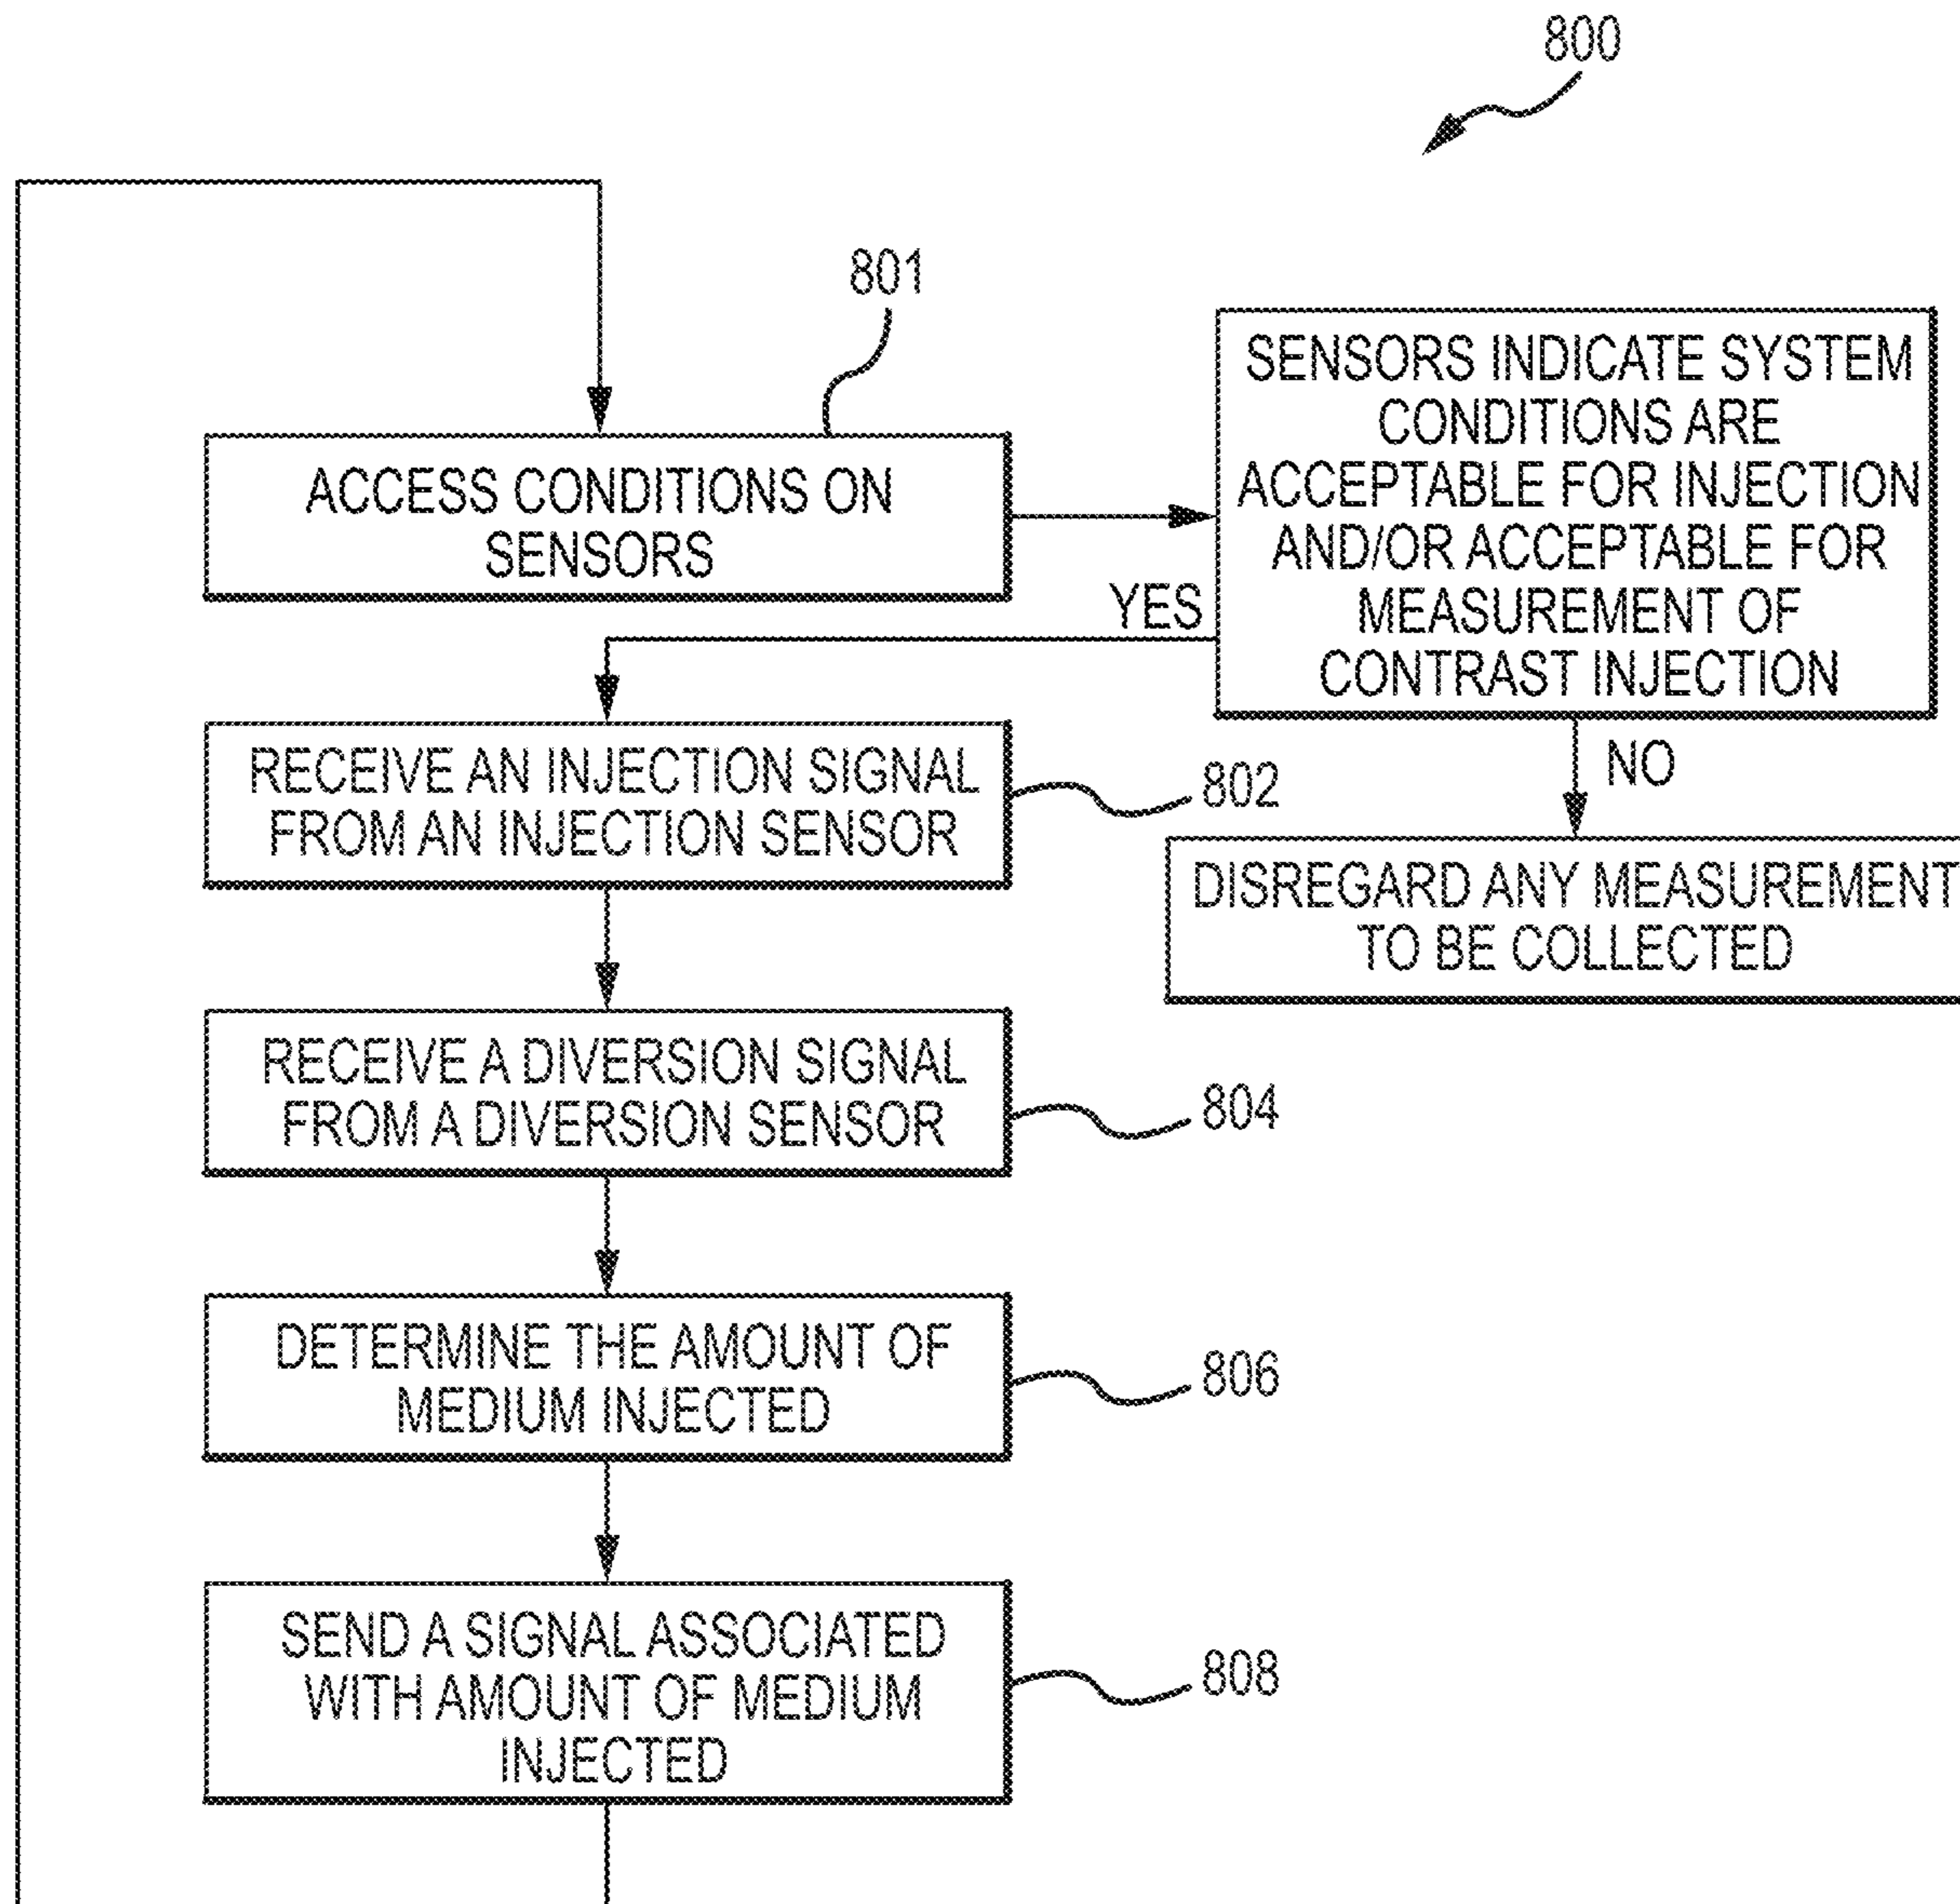 800
801
ACCESS CONDITIONS ON
SENSORS
SENSORS INDICATE SYSTEM
CONDITIONS ARE
ACCEPTABLE FOR INJECTION
AND/OR ACCEPTABLE FOR
MEASUREMENT OF
CONTRAST INJECTION
YES
NO
RECEIVE AN INJECTION SIGNAL
FROM AN INJECTION SENSOR
802
DISREGARD ANY MEASUREMENT
TO BE COLLECTED
RECEIVE A DIVERSION SIGNAL
FROM A DIVERSION SENSOR
804
DETERMINE THE AMOUNT OF
MEDIUM INJECTED
806
SEND A SIGNAL ASSOCIATED
WITH AMOUNT OF MEDIUM
INJECTED
808